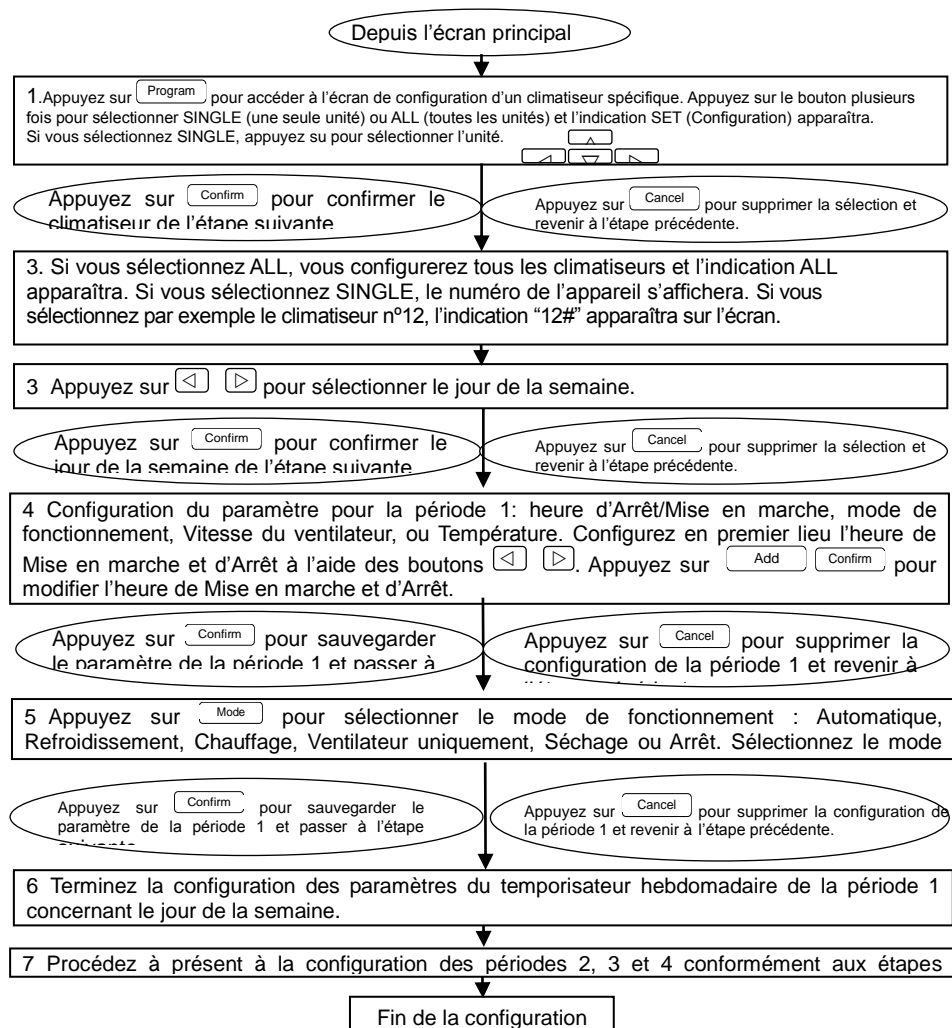 Depuis l’écran principal
1.Appuyez sur Program pour accéder à l’écran de configuration d’un climatiseur spécifique. Appuyez sur le bouton plusieurs
fois pour sélectionner SINGLE (une seule unité) ou ALL (toutes les unités) et l’indication SET (Configuration) apparaîtra.
Si vous sélectionnez SINGLE, appuyez su pour sélectionner l’unité.
Appuyez sur Confirm pour confirmer le
climatiseur de l’étape suivante
Appuyez sur Cancel pour supprimer la sélection et
revenir à l’étape précédente.
3. Si vous sélectionnez ALL, vous configurerez tous les climatiseurs et l’indication ALL
apparaîtra. Si vous sélectionnez SINGLE, le numéro de l’appareil s’affichera. Si vous
sélectionnez par exemple le climatiseur nº12, l’indication “12#” apparaîtra sur l’écran.
3 Appuyez sur pour sélectionner le jour de la semaine.
Appuyez sur Confirm pour confirmer le
jour de la semaine de l’étape suivante
Appuyez sur Cancel pour supprimer la sélection et
revenir à l’étape précédente.
4 Configuration du paramètre pour la période 1: heure d’Arrêt/Mise en marche, mode de
fonctionnement, Vitesse du ventilateur, ou Température. Configurez en premier lieu l’heure de
Mise en marche et d’Arrêt à l’aide des boutons . Appuyez sur Add Confirm pour
modifier l’heure de Mise en marche et d’Arrêt.
Appuyez sur Confirm pour sauvegarder
le paramètre de la période 1 et passer à
Appuyez sur Cancel pour supprimer la
configuration de la période 1 et revenir à
5 Appuyez sur Mode pour sélectionner le mode de fonctionnement : Automatique,
Refroidissement, Chauffage, Ventilateur uniquement, Séchage ou Arrêt. Sélectionnez le mode
Appuyez sur Confirm pour sauvegarder le
paramètre de la période 1 et passer à l’étape
Appuyez sur Cancel pour supprimer la configuration de
la période 1 et revenir à l’étape précédente.
6 Terminez la configuration des paramètres du temporisateur hebdomadaire de la période 1
concernant le jour de la semaine.
7 Procédez à présent à la configuration des périodes 2, 3 et 4 conformément aux étapes
Fin de la configuration